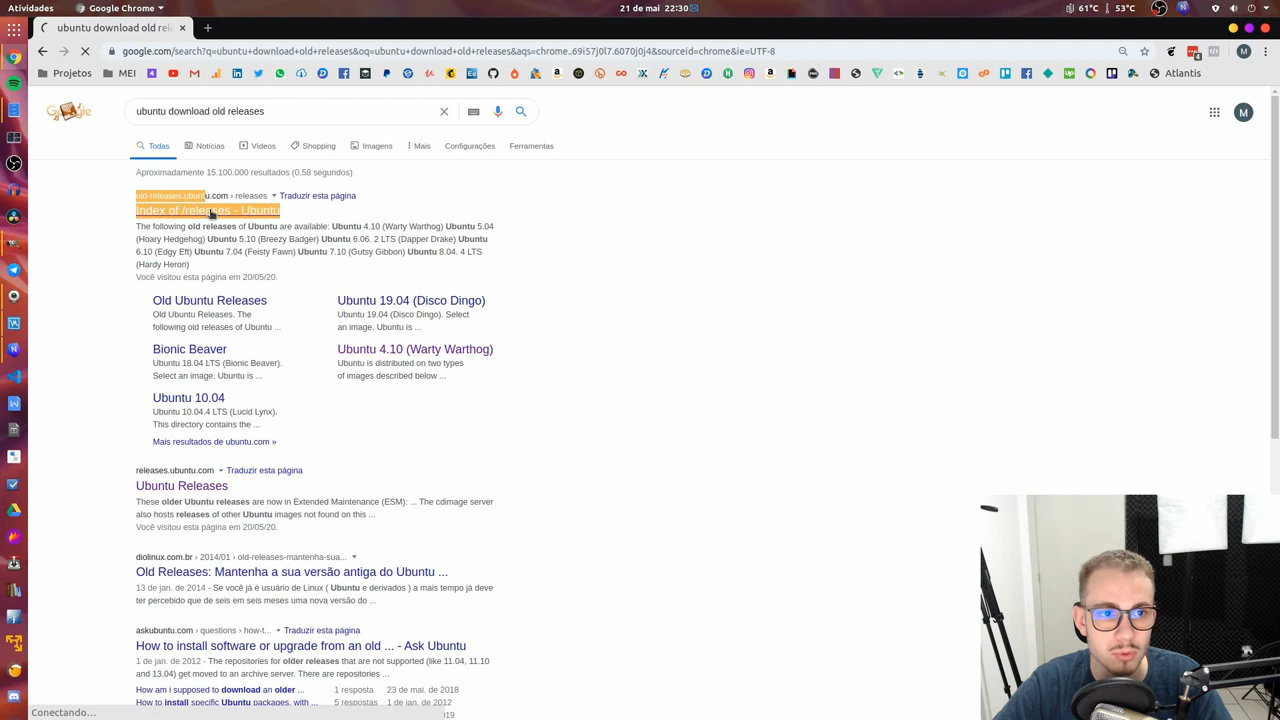 21 de mai 22:30
54°C
ubuntu download old rel
google.com/search?q=ubuntu+download+old+releases&oq=ubuntu+download+old+releases&aqs=chrome..69i57j0l7.6070j0j4&sourceid=chrome&ie=UTF-8
Projetos
MEI
Atlantis
ubuntu download old releases
M
Todas Notícias Vídeos Shopping Imagens Mais Configurações Ferramentas
Aproximadamente 15.100.000 resultados (0,58 segundos)
old-releases.ubuntu.com › releases Traduzir esta página
Index of /releases - Ubuntu
The following old releases of Ubuntu are available: Ubuntu 4.10 (Warty Warthog) Ubuntu 5.04
(Hoary Hedgehog) Ubuntu 5.10 (Breezy Badger) Ubuntu 6.06. 2 LTS (Dapper Drake) Ubuntu
6.10 (Edgy Eft) Ubuntu 7.04 (Feisty Fawn) Ubuntu 7.10 (Gutsy Gibbon) Ubuntu 8.04. 4 LTS
(Hardy Heron)
Você visitou esta página em 20/05/20.
Old Ubuntu Releases
Old Ubuntu Releases. The
following old releases of Ubuntu ...
Ubuntu 19.04 (Disco Dingo)
Ubuntu 19.04 (Disco Dingo). Select
an image. Ubuntu is ...
Bionic Beaver
Ubuntu 18.04 LTS (Bionic Beaver).
Select an image. Ubuntu is ...
Ubuntu 4.10 (Warty Warthog)
Ubuntu is distributed on two types
of images described below ...
Ubuntu 10.04
Ubuntu 10.04.4 LTS (Lucid Lynx).
This directory contains the ...
Mais resultados de ubuntu.com »
releases.ubuntu.com Traduzir esta página
Ubuntu Releases
These older Ubuntu releases are now in Extended Maintenance (ESM): ... The cdimage server
also hosts releases of other Ubuntu images not found on this ...
Você visitou esta página em 20/05/20.
diolinux.com.br › 2014/01 › old-releases-mantenha-sua...
Old Releases: Mantenha a sua versão antiga do Ubuntu ...
13 de jan. de 2014 - Se você já é usuário de Linux ( Ubuntu e derivados ) a mais tempo já deve
ter percebido que de seis em seis meses uma nova versão do ...
askubuntu.com › questions › how-t... Traduzir esta página
How to install software or upgrade from an old ... - Ask Ubuntu
1 de jan. de 2012 - The repositories for older releases that are not supported (like 11.04, 11.10
and 13.04) get moved to an archive server. There are repositories ...
How am i supposed to download an older ... 1 resposta 23 de mai. de 2018
How to install specific Ubuntu packages, with ... 5 respostas 1 de jan. de 2012
Conectando...